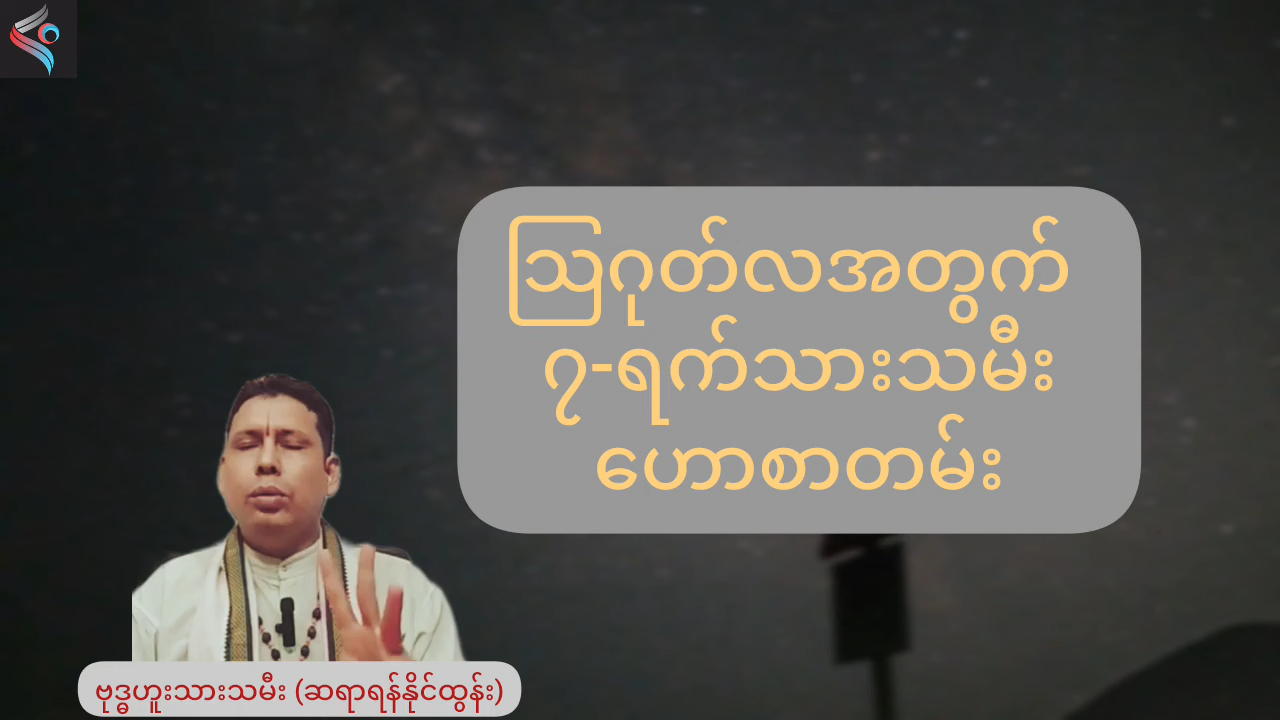 ဩဂုတ်လအတွက်
၇-ရက်သားသမီး
ဟောစာတမ်း
ဗုဒ္ဓဟူးသားသမီး (ဆရာရန်နိုင်ထွန်း)